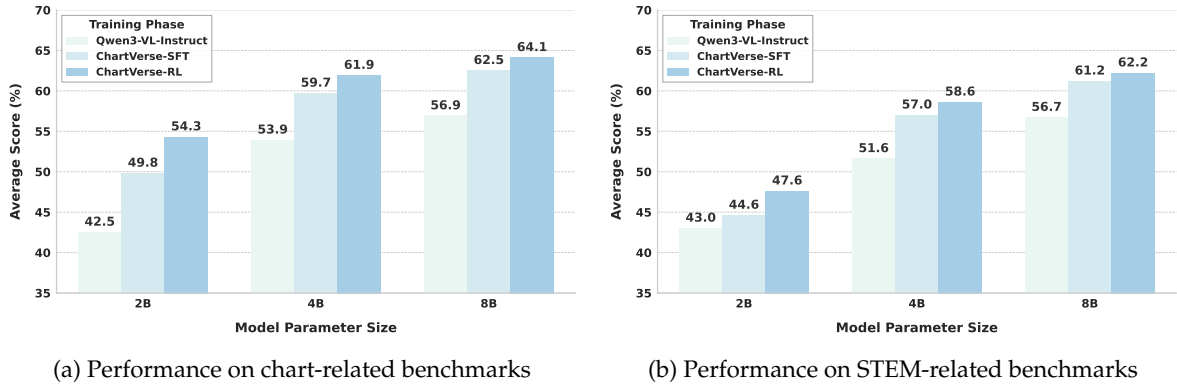 70
65
60
55
50
45
40
35
Average Score (%)
Training Phase
Qwen3-VL-Instruct
ChartVerse-SFT
ChartVerse-RL
42.5
49.8
54.3
53.9
59.7
61.9
56.9
62.5
64.1
2B
4B
8B
Model Parameter Size
(a) Performance on chart-related benchmarks
70
65
60
55
50
45
40
35
Average Score (%)
Training Phase
Qwen3-VL-Instruct
ChartVerse-SFT
ChartVerse-RL
43.0
44.6
47.6
51.6
57.0
58.6
56.7
61.2
62.2
2B
4B
8B
Model Parameter Size
(b) Performance on STEM-related benchmarks